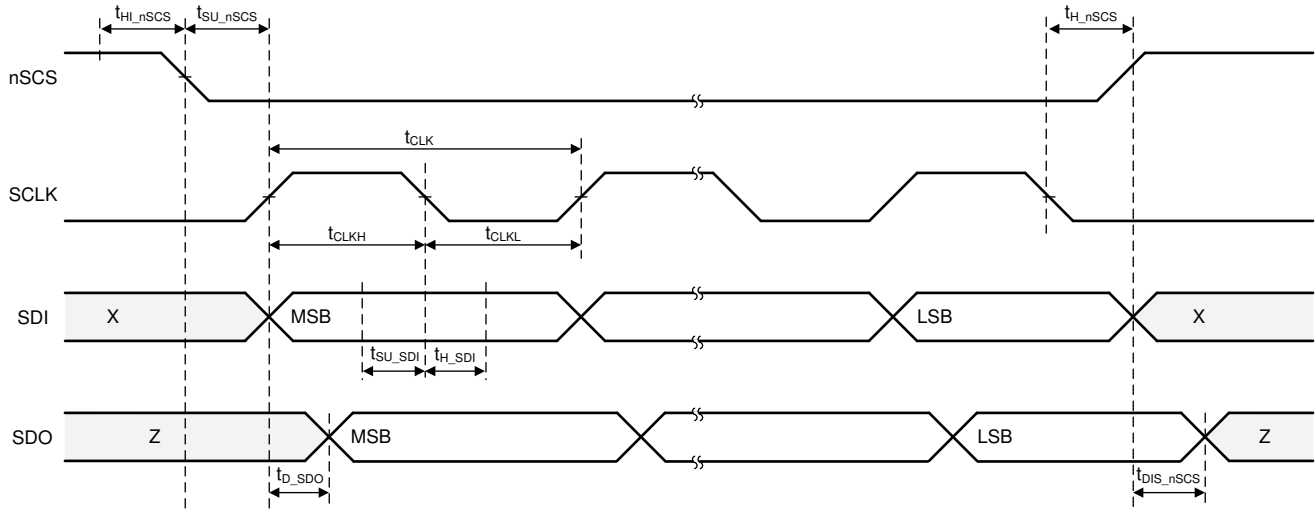 tHI_nSCS tSU_nSCS tH_nSCS
nSCS
tCLK
SCLK
tCLKH tCLKL
SDI X MSB LSB X
tSU_SDI tH_SDI
SDO Z MSB LSB Z
tD_SDO tDIS_nSCS